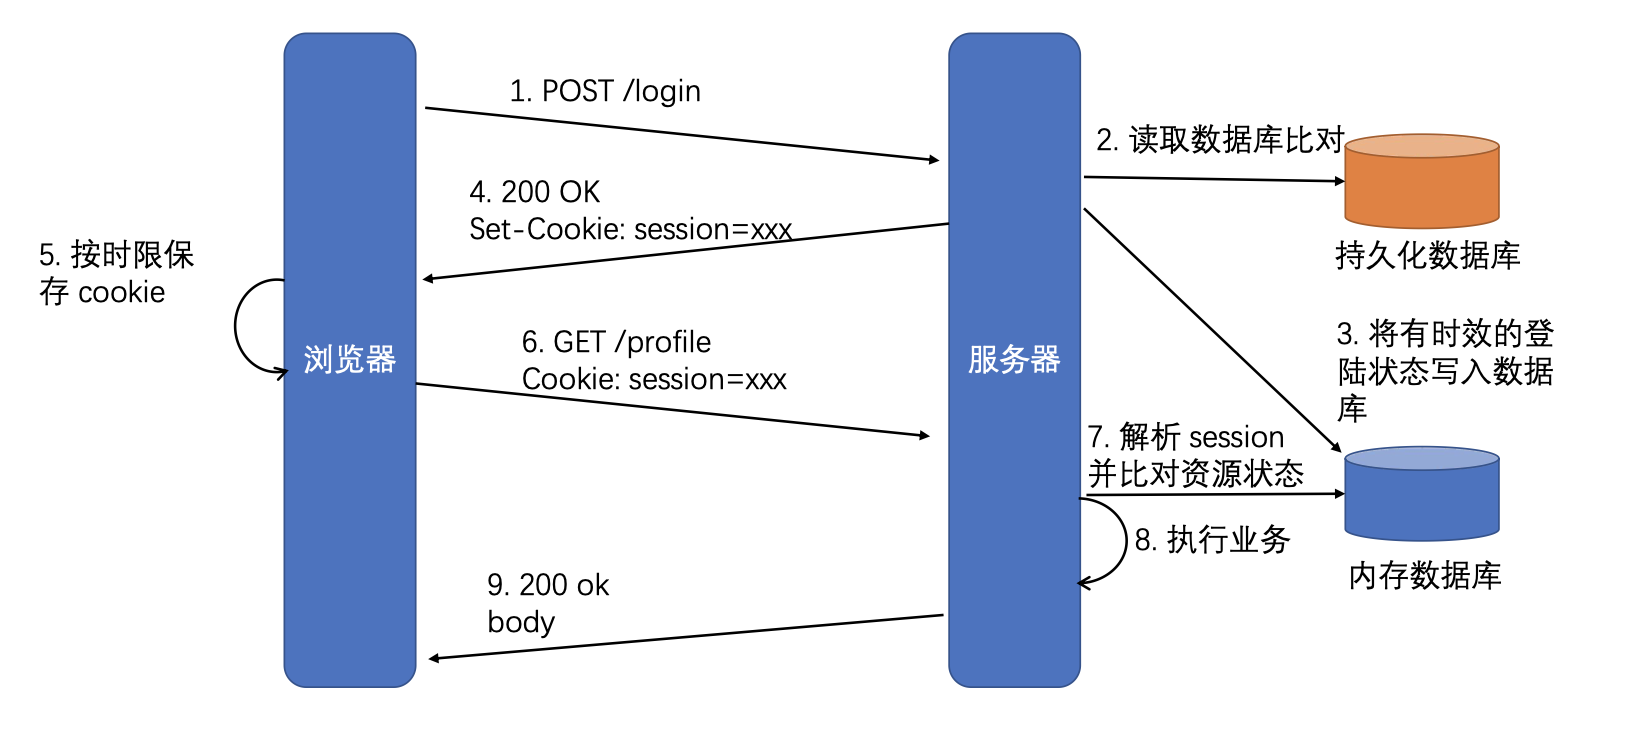 1. POST /login
2. 读取数据库比对
4. 200 OK
Set-Cookie: session=xxx
持久化数据库
5. 按时限保
存 cookie
3. 将有时效的登
陆状态写入数据
库
6. GET /profile
Cookie: session=xxx
浏览器
服务器
7. 解析 session
并比对资源状态
8. 执行业务
内存数据库
9. 200 ok
body